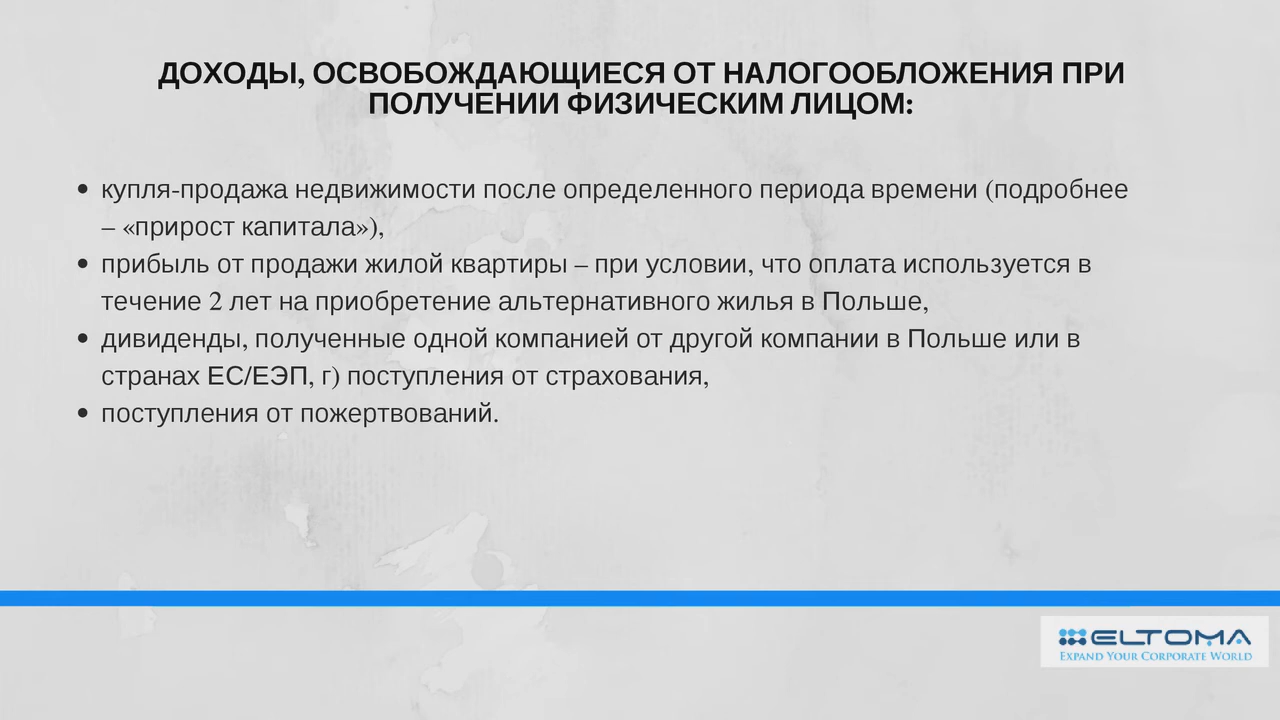 ДОХОДЫ, ОСВОБОЖДАЮЩИЕСЯ ОТ НАЛОГООБЛОЖЕНИЯ ПРИ
ПОЛУЧЕНИИ ФИЗИЧЕСКИМ ЛИЦОМ:
• купля-продажа недвижимости после определенного периода времени (подробнее
– «прирост капитала»),
• прибыль от продажи жилой квартиры – при условии, что оплата используется в
течение 2 лет на приобретение альтернативного жилья в Польше,
• дивиденды, полученные одной компанией от другой компании в Польше или в
странах ЕС/ЕЭП, г) поступления от страхования,
• поступления от пожертвований.
ELTOMA
EXPAND YOUR CORPORATE WORLD